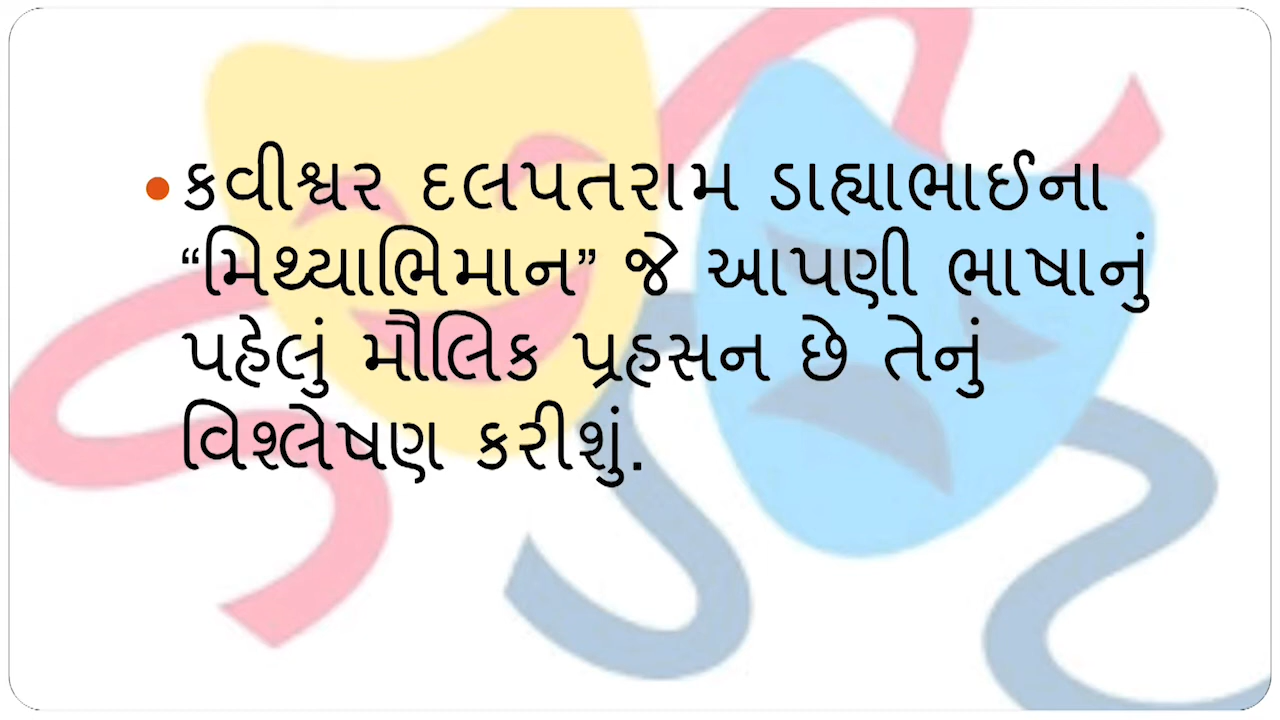 • કવીશ્વર દલપતરામ ડાહ્યાભાઈના
“મિથ્યાભિમાન” જે આપણી ભાષાનું
પહેલું મૌલિક પ્રહસન છે તેનું
વિશ્લેષણ કરીશું.